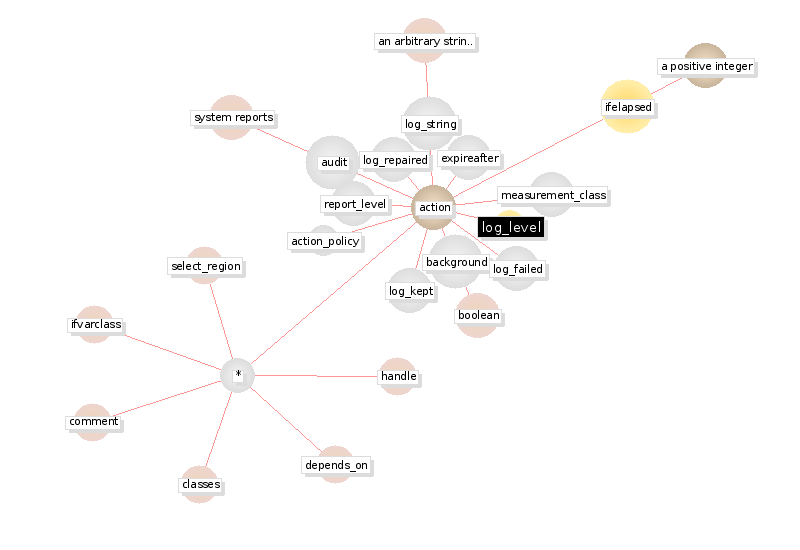 an arbitrary strin..
a positive integer
ifelapsed
system reports
log_string
audit
log_repaired
expireafter
measurement_class
report_level
action
log_level
action_policy
select_region
background
log_failed
log_kept
boolean
ifvarclass
*
handle
comment
depends_on
classes